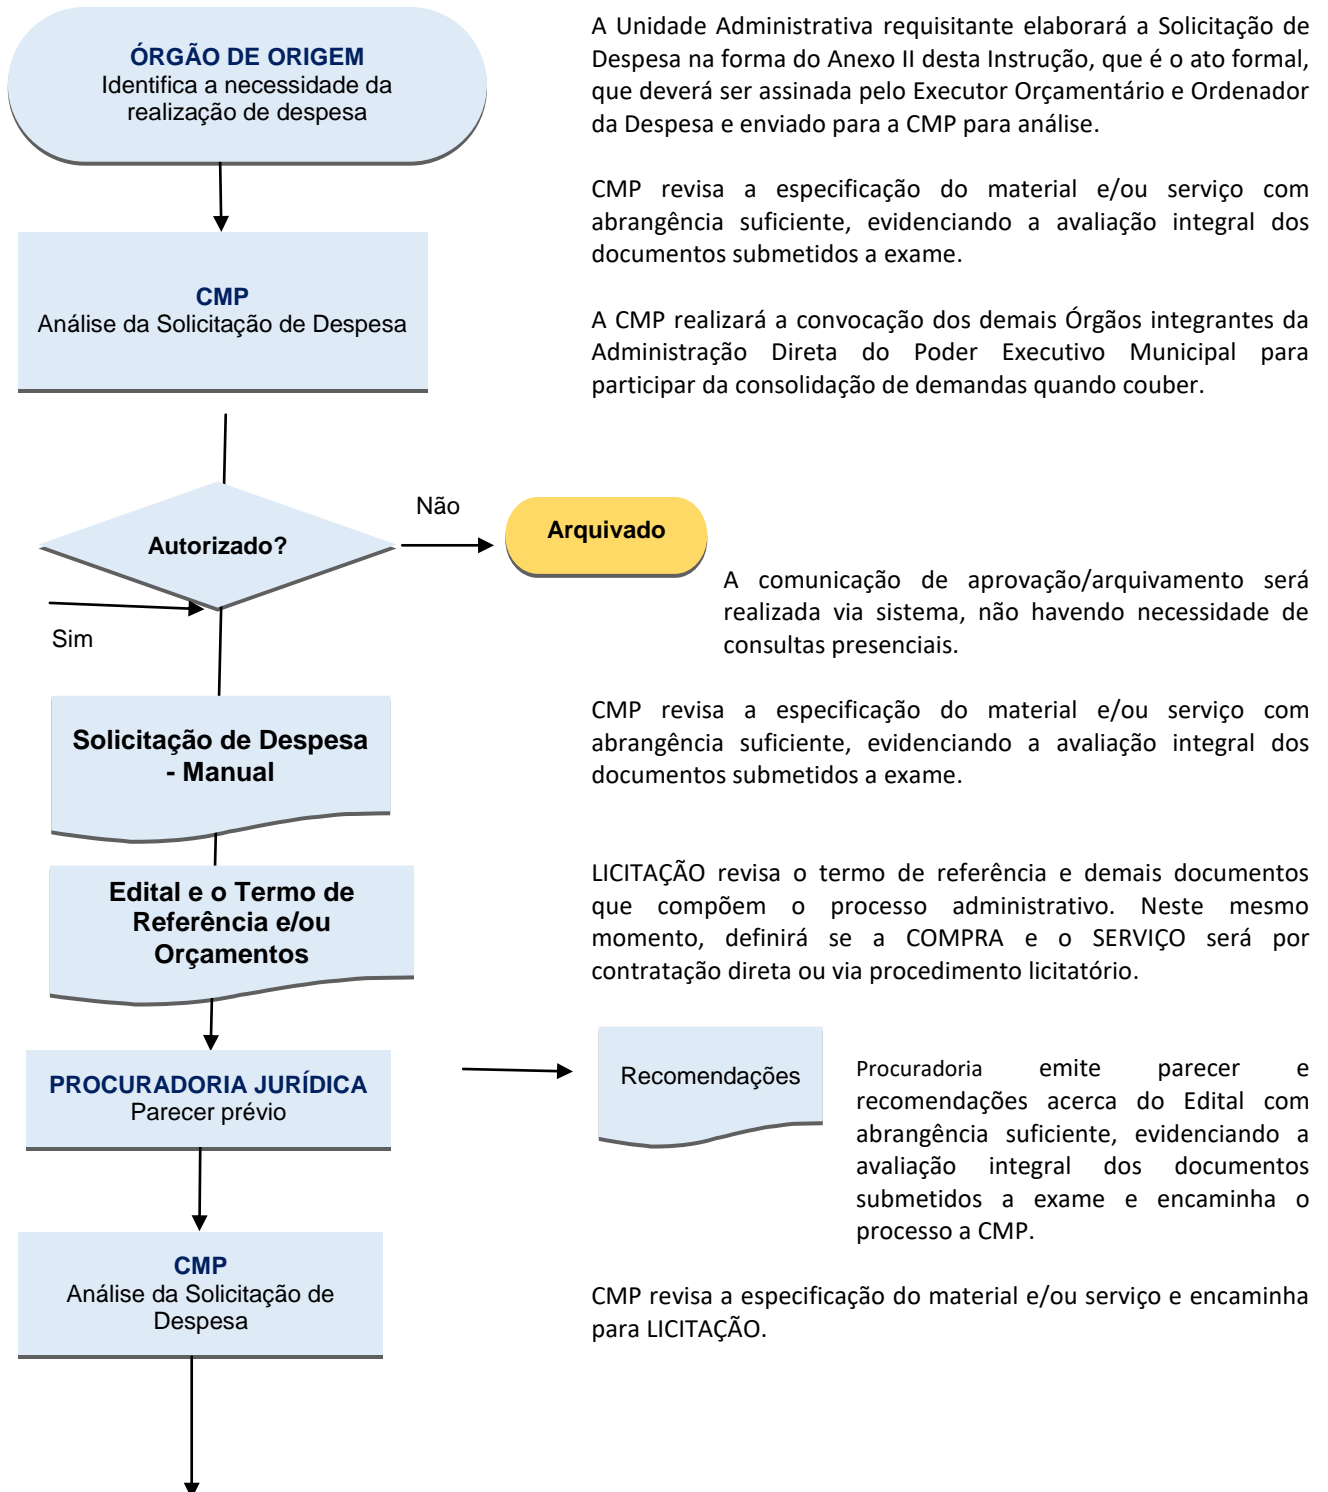 ÓRGÃO DE ORIGEM
Identifica a necessidade da
realização de despesa
A Unidade Administrativa requisitante elaborará a Solicitação de
Despesa na forma do Anexo II desta Instrução, que é o ato formal,
que deverá ser assinada pelo Executor Orçamentário e Ordenador
da Despesa e enviado para a CMP para análise.
CMP revisa a especificação do material e/ou serviço com
abrangência suficiente, evidenciando a avaliação integral dos
documentos submetidos a exame.
CMP
Análise da Solicitação de Despesa
A CMP realizará a convocação dos demais Órgãos integrantes da
Administração Direta do Poder Executivo Municipal para
participar da consolidação de demandas quando couber.
Autorizado?
Não
Arquivado
Sim
A comunicação de aprovação/arquivamento será
realizada via sistema, não havendo necessidade de
consultas presenciais.
Solicitação de Despesa
- Manual
CMP revisa a especificação do material e/ou serviço com
abrangência suficiente, evidenciando a avaliação integral dos
documentos submetidos a exame.
Edital e o Termo de
Referência e/ou
Orçamentos
LICITAÇÃO revisa o termo de referência e demais documentos
que compõem o processo administrativo. Neste mesmo
momento, definirá se a COMPRA e o SERVIÇO será por
contratação direta ou via procedimento licitatório.
PROCURADORIA JURÍDICA
Parecer prévio
Recomendações
Procuradoria emite parecer e
recomendações acerca do Edital com
abrangência suficiente, evidenciando a
avaliação integral dos documentos
submetidos a exame e encaminha o
processo a CMP.
CMP
Análise da Solicitação de
Despesa
CMP revisa a especificação do material e/ou serviço e encaminha
para LICITAÇÃO.